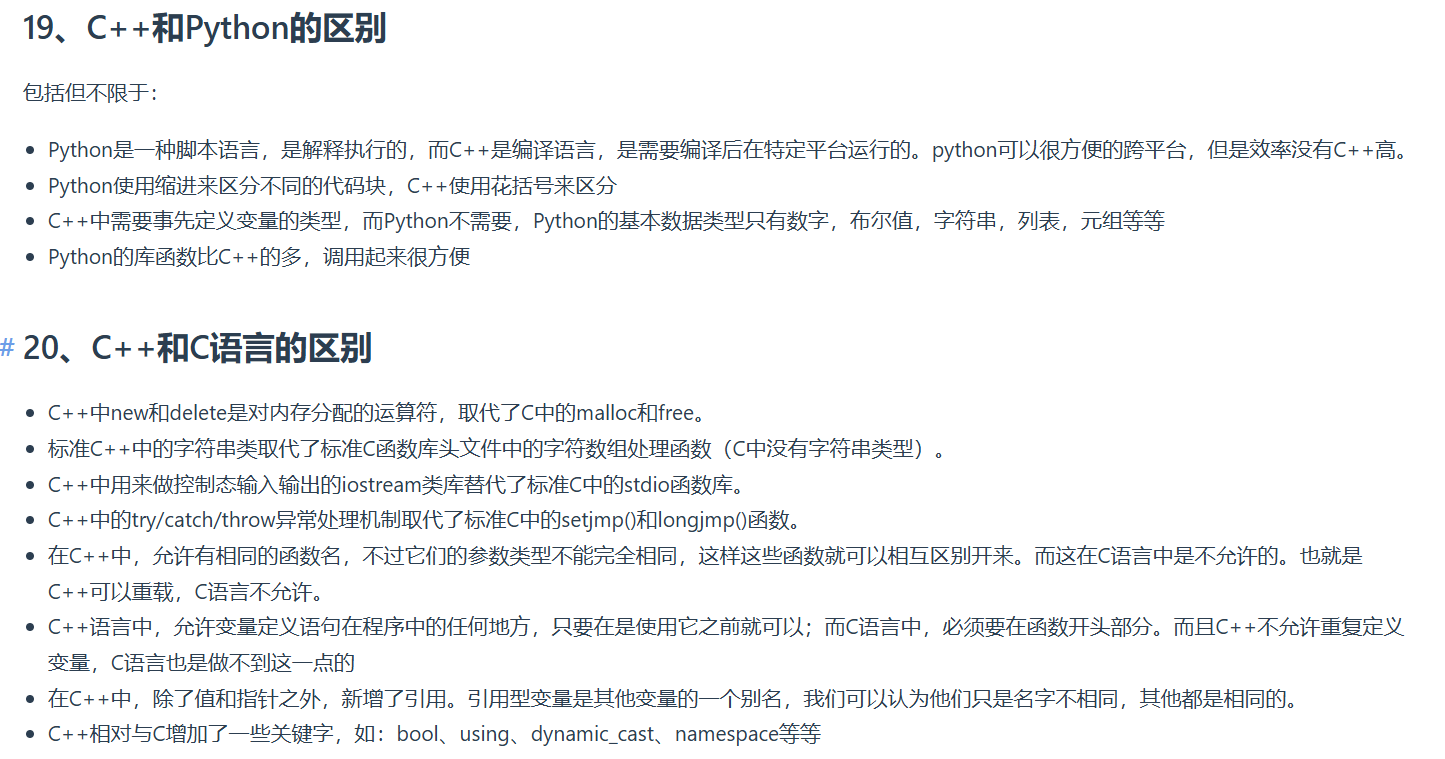 19、C++和Python的区别
包括但不限于：
Python是一种脚本语言，是解释执行的，而C++是编译语言，是需要编译后在特定平台运行的。python可以很方便的跨平台，但是效率没有C++高。
Python使用缩进来区分不同的代码块，C++使用花括号来区分
C++中需要事先定义变量的类型，而Python不需要，Python的基本数据类型只有数字，布尔值，字符串，列表，元组等等
Python的库函数比C++的多，调用起来很方便
# 20、C++和C语言的区别
C++中new和delete是对内存分配的运算符，取代了C中的malloc和free。
标准C++中的字符串类取代了标准C函数库头文件中的字符数组处理函数（C中没有字符串类型）。
C++中用来做控制态输入输出的iostream类库替代了标准C中的stdio函数库。
C++中的try/catch/throw异常处理机制取代了标准C中的setjmp()和longjmp()函数。
在C++中，允许有相同的函数名，不过它们的参数类型不能完全相同，这样这些函数就可以相互区别开来。而这在C语言中是不允许的。也就是
C++可以重载，C语言不允许。
C++语言中，允许变量定义语句在程序中的任何地方，只要在是使用它之前就可以；而C语言中，必须要在函数开头部分。而且C++不允许重复定义
变量，C语言也是做不到这一点的
在C++中，除了值和指针之外，新增了引用。引用型变量是其他变量的一个别名，我们可以认为他们只是名字不相同，其他都是相同的。
C++相对与C增加了一些关键字，如：bool、using、dynamic_cast、namespace等等